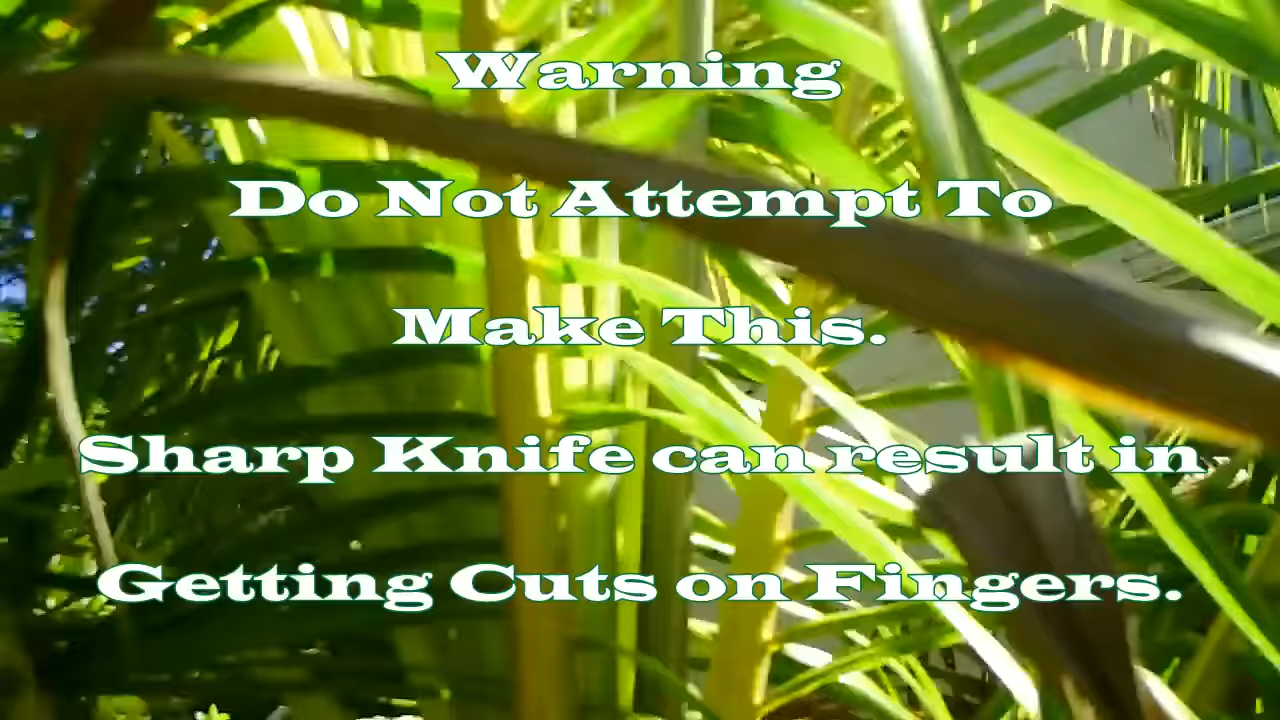 Warning
Do Not Attempt To
Make This.
Sharp Knife can result in
Getting Cuts on Fingers.